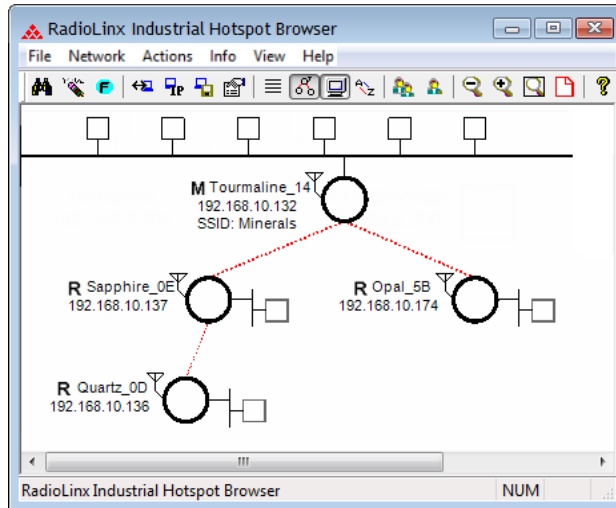 RadioLinx Industrial Hotspot Browser
File Network Actions Info View Help
F IP A Z ?
M Tourmaline_14
192.168.10.132
SSID: Minerals
R Sapphire_0E
192.168.10.137
R Opal_5B
192.168.10.174
R Quartz_0D
192.168.10.136
RadioLinx Industrial Hotspot Browser NUM